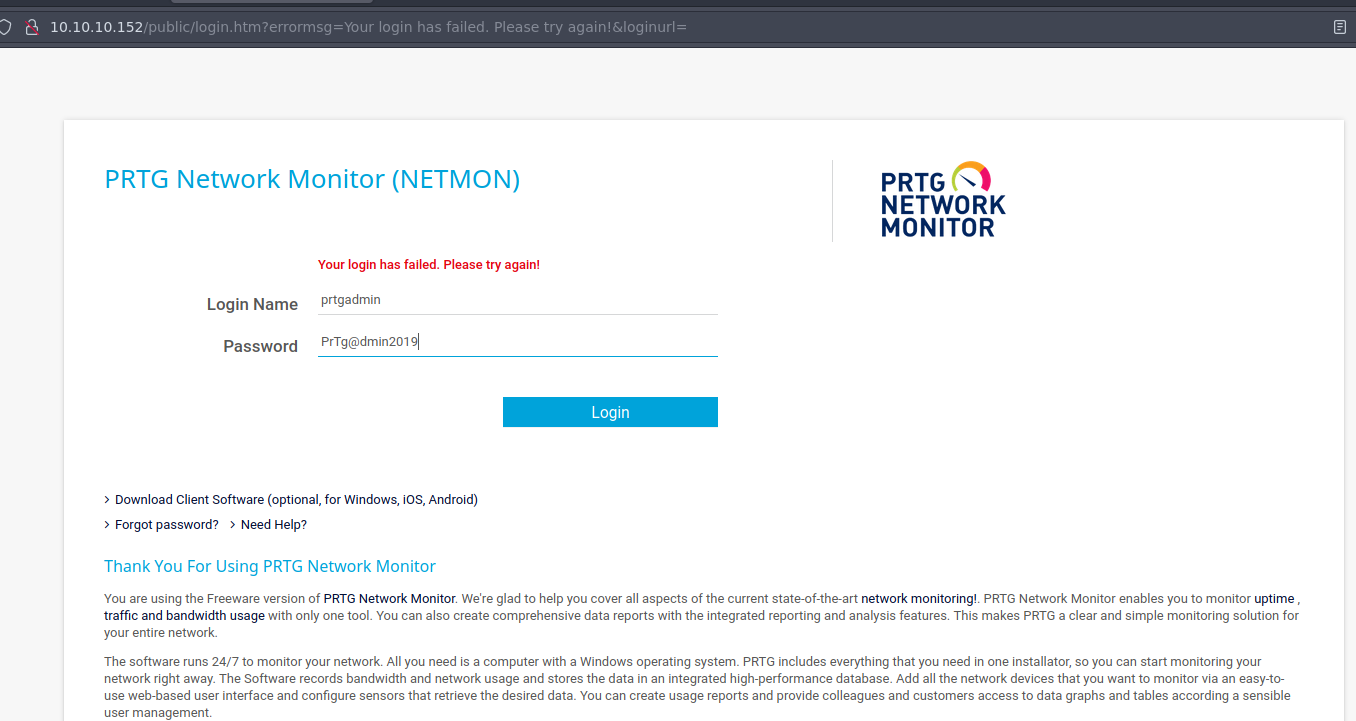 10.10.10.152/public/login.htm?errormsg=Your login has failed. Please try again!&loginurl=
PRTG Network Monitor (NETMON)
PRTG
NETWORK
MONITOR
Your login has failed. Please try again!
Login Name prtgadmin
Password PrTg@dmin2019
Login
> Download Client Software (optional, for Windows, iOS, Android)
> Forgot password? > Need Help?
Thank You For Using PRTG Network Monitor
You are using the Freeware version of PRTG Network Monitor. We're glad to help you cover all aspects of the current state-of-the-art network monitoring!. PRTG Network Monitor enables you to monitor uptime ,
traffic and bandwidth usage with only one tool. You can also create comprehensive data reports with the integrated reporting and analysis features. This makes PRTG a clear and simple monitoring solution for
your entire network.
The software runs 24/7 to monitor your network. All you need is a computer with a Windows operating system. PRTG includes everything that you need in one installator, so you can start monitoring your
network right away. The Software records bandwidth and network usage and stores the data in an integrated high-performance database. Add all the network devices that you want to monitor via an easy-to-
use web-based user interface and configure sensors that retrieve the desired data. You can create usage reports and provide colleagues and customers access to data graphs and tables according a sensible
user management.